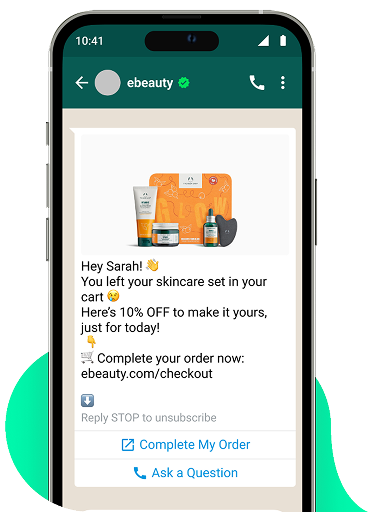 10:41
ebeauty
Hey Sarah! 👋
You left your skincare set in your
cart 😢
Here's 10% OFF to make it yours,
just for today!
👇
🛒 Complete your order now:
ebeauty.com/checkout
⬇️
Reply STOP to unsubscribe
Complete My Order
Ask a Question